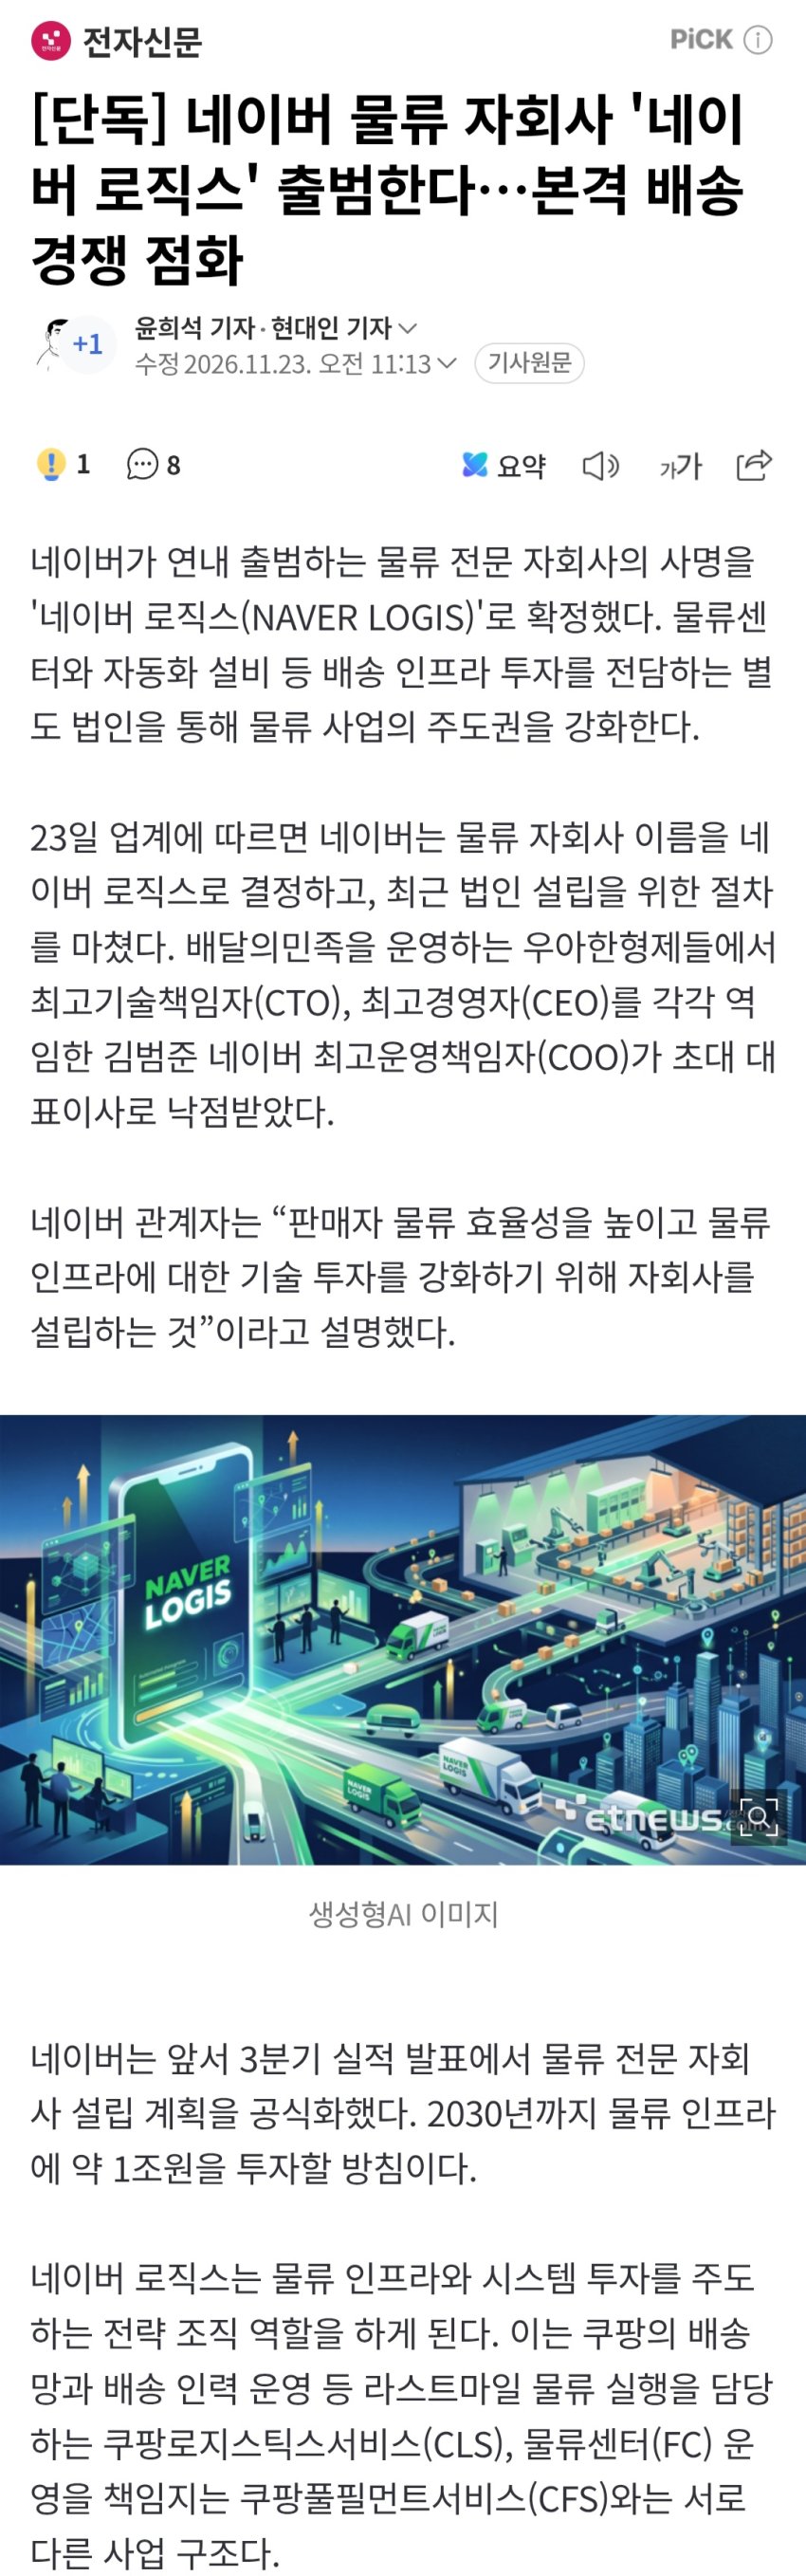 전자신문
PiCK
[단독] 네이버 물류 자회사 '네이
버 로직스' 출범한다…본격 배송
경쟁 점화
+1
윤희석 기자·현대인 기자
수정 2026.11.23. 오전 11:13
기사원문
1
8
요약
가가
네이버가 연내 출범하는 물류 전문 자회사의 사명을
'네이버 로직스(NAVER LOGIS)'로 확정했다. 물류센
터와 자동화 설비 등 배송 인프라 투자를 전담하는 별
도 법인을 통해 물류 사업의 주도권을 강화한다.
23일 업계에 따르면 네이버는 물류 자회사 이름을 네
이버 로직스로 결정하고, 최근 법인 설립을 위한 절차
를 마쳤다. 배달의민족을 운영하는 우아한형제들에서
최고기술책임자(CTO), 최고경영자(CEO)를 각각 역
임한 김범준 네이버 최고운영책임자(COO)가 초대 대
표이사로 낙점받았다.
네이버 관계자는 “판매자 물류 효율성을 높이고 물류
인프라에 대한 기술 투자를 강화하기 위해 자회사를
설립하는 것”이라고 설명했다.
NAVER
LOGIS
NAVER
LOGIS
NAVER
LOGIS
etnews
생성형AI 이미지
네이버는 앞서 3분기 실적 발표에서 물류 전문 자회
사 설립 계획을 공식화했다. 2030년까지 물류 인프라
에 약 1조원을 투자할 방침이다.
네이버 로직스는 물류 인프라와 시스템 투자를 주도
하는 전략 조직 역할을 하게 된다. 이는 쿠팡의 배송
망과 배송 인력 운영 등 라스트마일 물류 실행을 담당
하는 쿠팡로지스틱스서비스(CLS), 물류센터(FC) 운
영을 책임지는 쿠팡풀필먼트서비스(CFS)와는 서로
다른 사업 구조다.